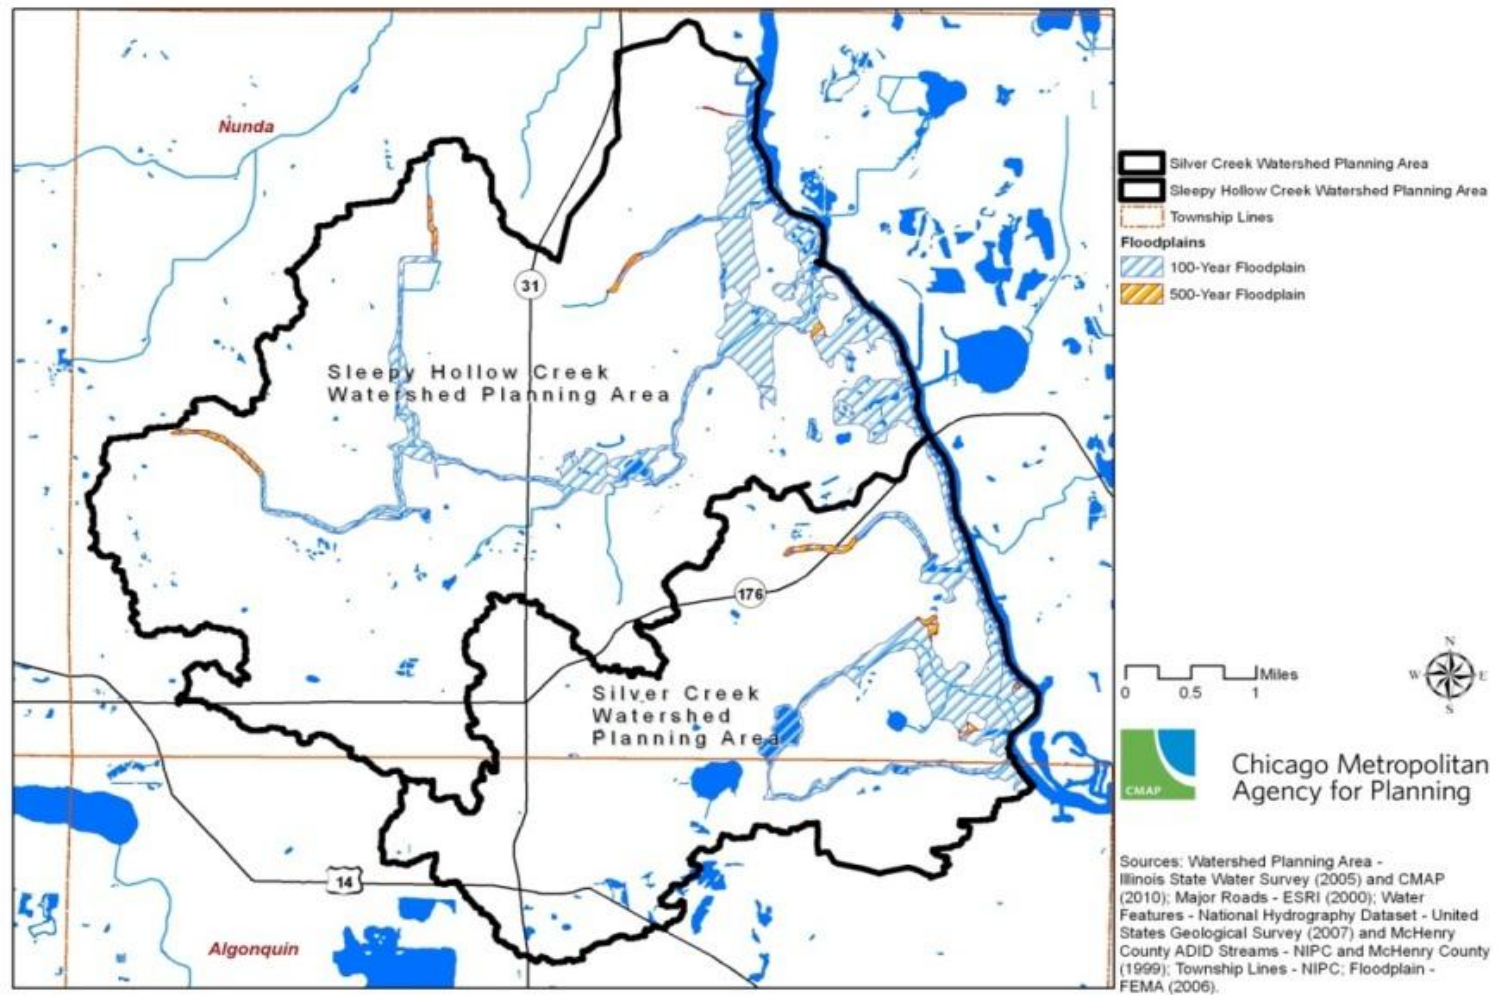 Nunda
31
Sleepy Hollow Creek
Watershed Planning Area
176
Silver Creek
Watershed
Planning Area
14
Algonquin
Silver Creek Watershed Planning Area
Sleepy Hollow Creek Watershed Planning Area
Township Lines
Floodplains
100-Year Floodplain
500-Year Floodplain
N
W E
S
Miles
0 0.5 1
CMAP
Chicago Metropolitan
Agency for Planning
Sources: Watershed Planning Area -
Illinois State Water Survey (2005) and CMAP
(2010); Major Roads - ESRI (2000); Water
Features - National Hydrography Dataset - United
States Geological Survey (2007) and McHenry
County ADID Streams - NIPC and McHenry County
(1999); Township Lines - NIPC; Floodplain -
FEMA (2006).